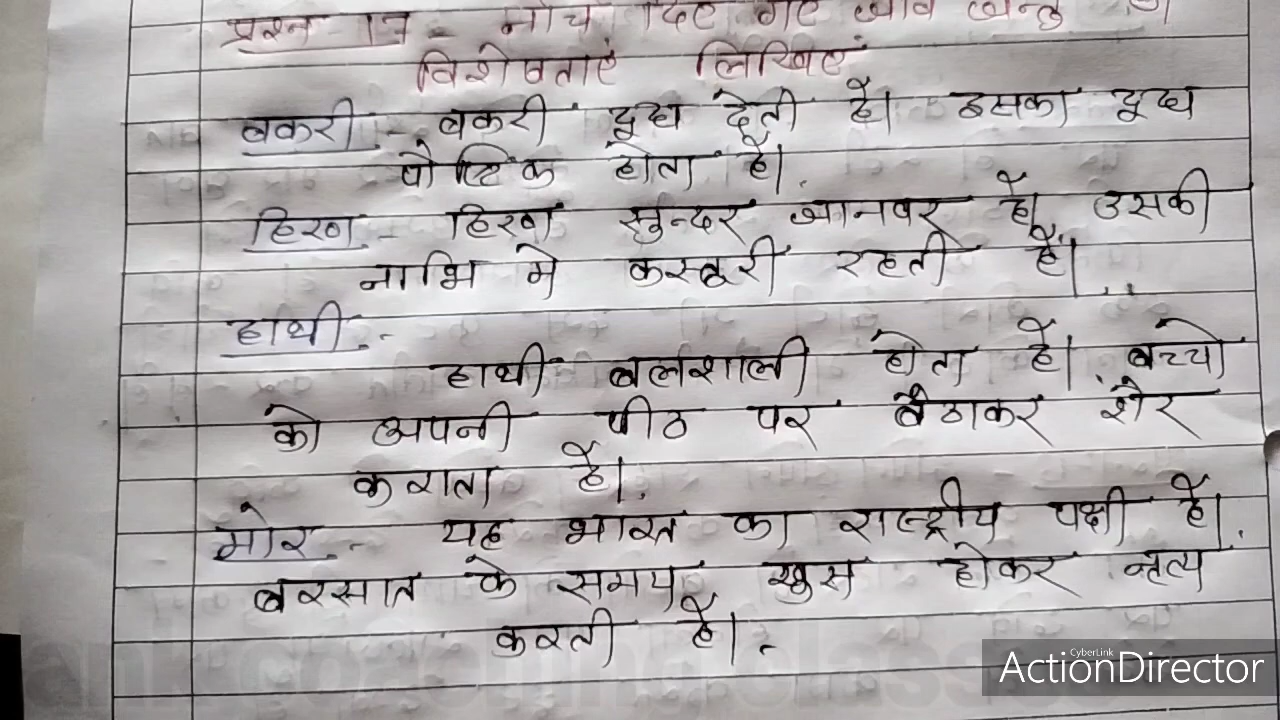 प्रश्न 17 - नीचे दिए गए जीव जन्तु की
विशेषताएं लिखिए
बकरी - बकरी दूध देती है। इसका दूध
पौष्टिक होता है।
हिरण - हिरण सुन्दर जानवर है। उसकी
नाभि मे कस्तूरी रहती है।
हाथी -
हाथी बलशाली होता है। बच्चो
को अपनी पीठ पर बैठाकर शैर
कराता है।
मोर - यह भारत का राष्ट्रीय पक्षी है।
बरसात के समय खुस होकर नृत्य
करती है।
CyberLink
ActionDirector